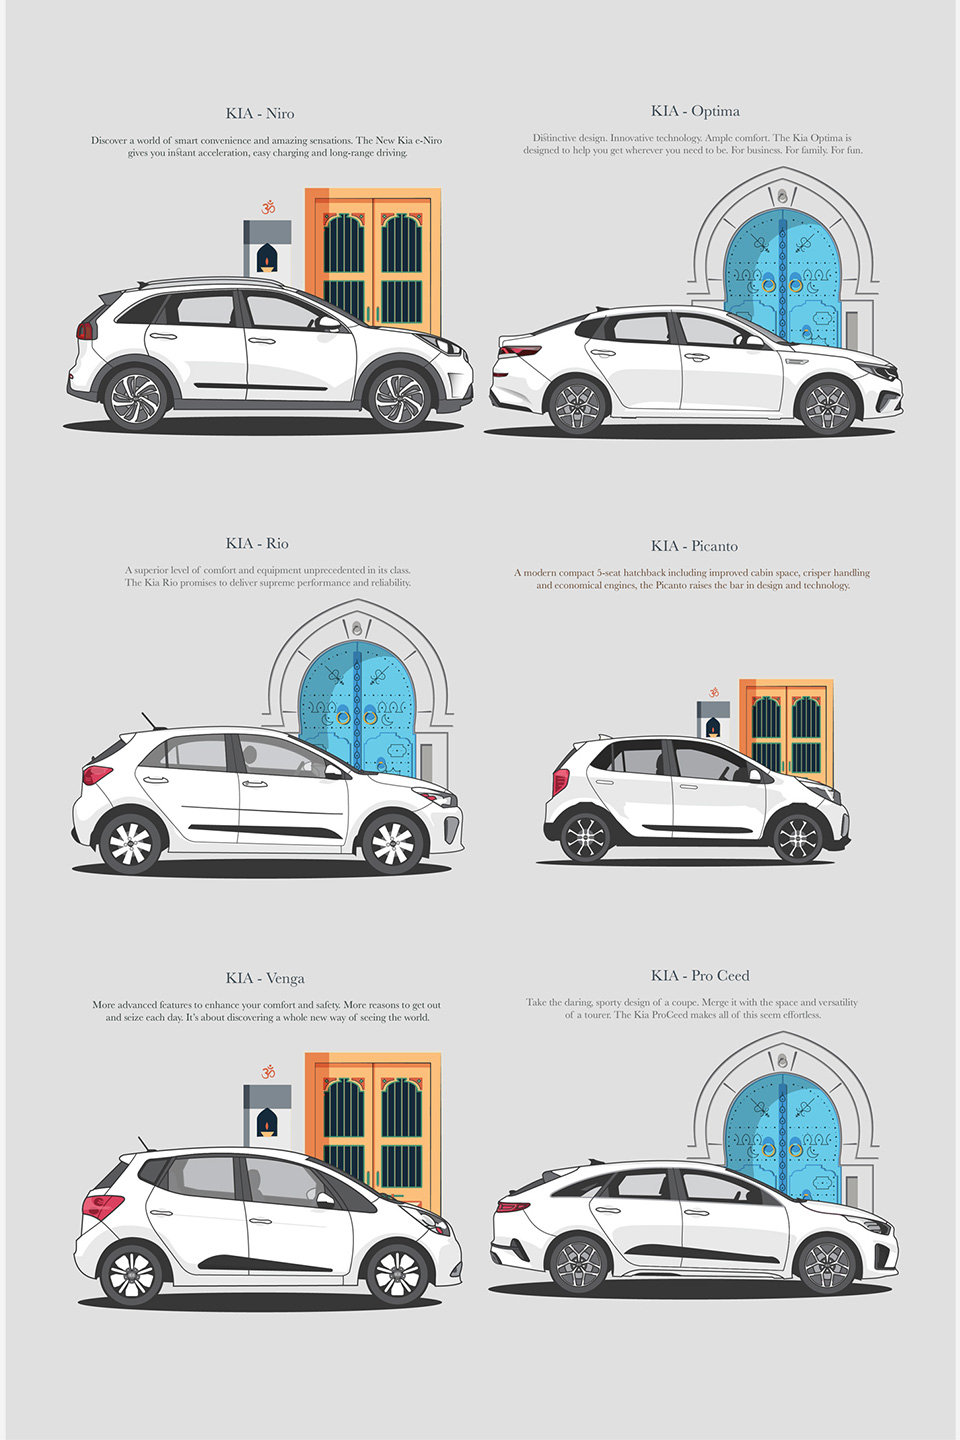 KIA - Niro
Discover a world of smart convenience and amazing sensations. The New Kia e-Niro
gives you instant acceleration, easy charging and long-range driving.
ॐ
KIA - Optima
Distinctive design. Innovative technology. Ample comfort. The Kia Optima is
designed to help you get wherever you need to be. For business. For family. For fun.
KIA - Rio
A superior level of comfort and equipment unprecedented in its class.
The Kia Rio promises to deliver supreme performance and reliability.
KIA - Picanto
A modern compact 5-seat hatchback including improved cabin space, crisper handling
and economical engines, the Picanto raises the bar in design and technology.
ॐ
KIA - Venga
More advanced features to enhance your comfort and safety. More reasons to get out
and seize each day. It's about discovering a whole new way of seeing the world.
ॐ
KIA - Pro Ceed
Take the daring, sporty design of a coupe. Merge it with the space and versatility
of a tourer. The Kia ProCeed makes all of this seem effortless.